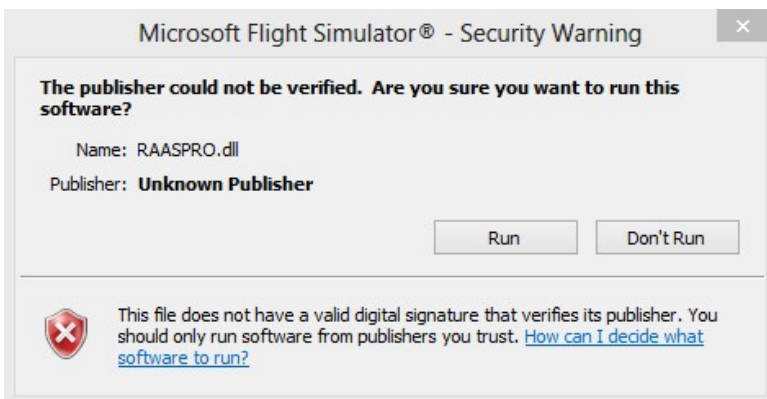 Microsoft Flight Simulator® - Security Warning
The publisher could not be verified. Are you sure you want to run this
software?
Name: RAASPRO.dll
Publisher: Unknown Publisher
Run Don't Run
This file does not have a valid digital signature that verifies its publisher. You
should only run software from publishers you trust. How can I decide what
software to run?